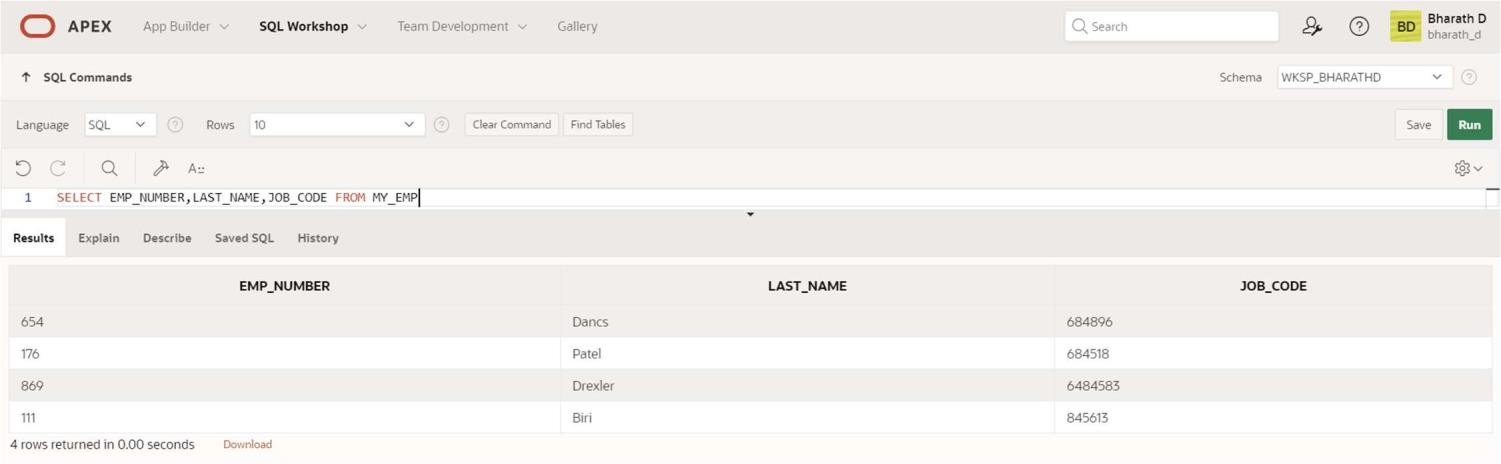 APEX App Builder SQL Workshop Team Development Gallery Search BD Bharath D
bharath_d
SQL Commands Schema WKSP_BHARATHD
Language SQL Rows 10 Clear Command Find Tables Save Run
A::
1 SELECT EMP_NUMBER,LAST_NAME,JOB_CODE FROM MY_EMP
Results Explain Describe Saved SQL History
EMP_NUMBER LAST_NAME JOB_CODE
654 Dancs 684896
176 Patel 684518
869 Drexler 6484583
111 Biri 845613
4 rows returned in 0.00 seconds Download